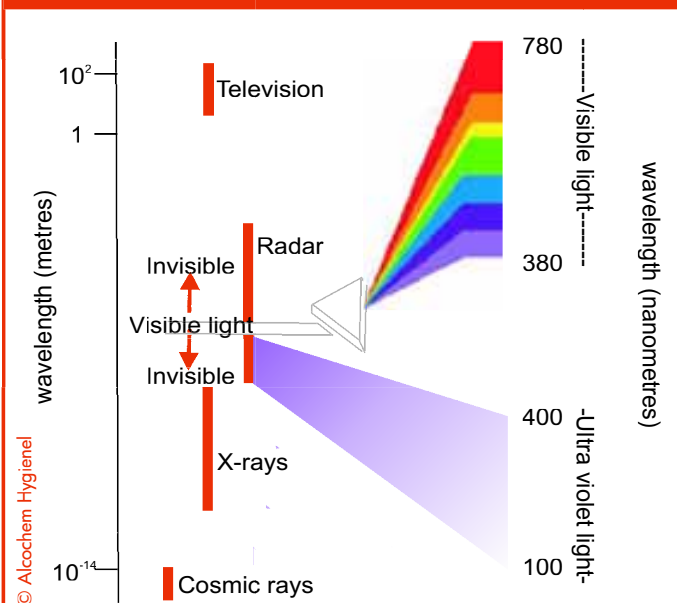 780
10²
Television
1
-------Visible light--------
wavelength (metres)
wavelength (nanometres)
Radar
Invisible
380
Visible light
Invisible
400
-Ultra violet light-
X-rays
© Alcochem Hygienel
100
10⁻¹⁴
Cosmic rays